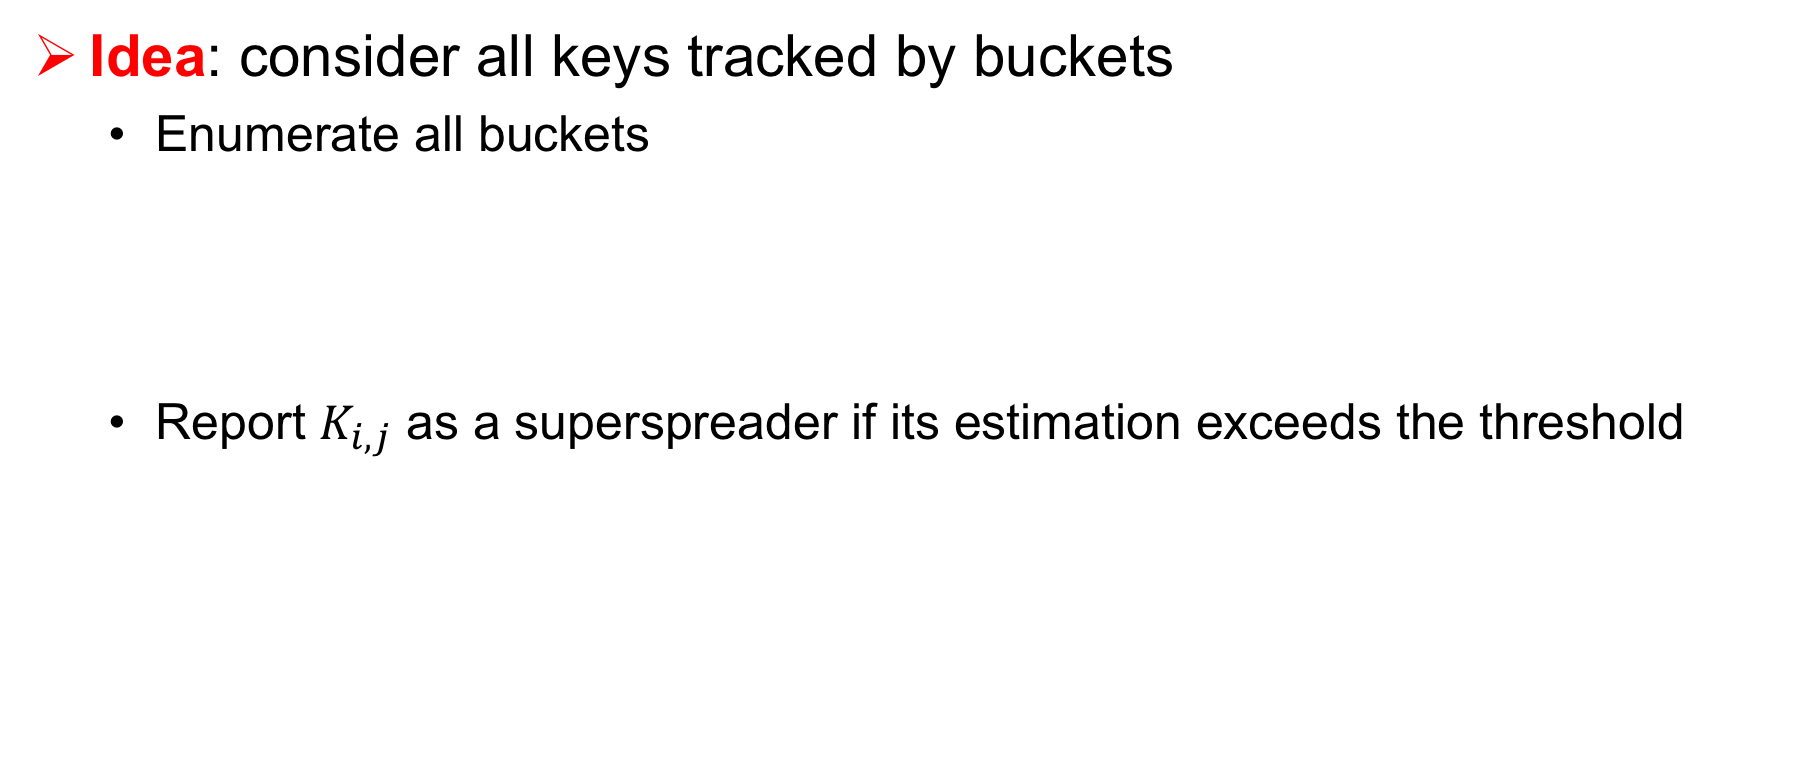 ➢ Idea: consider all keys tracked by buckets
• Enumerate all buckets
• Report K_{i,j} as a superspreader if its estimation exceeds the threshold